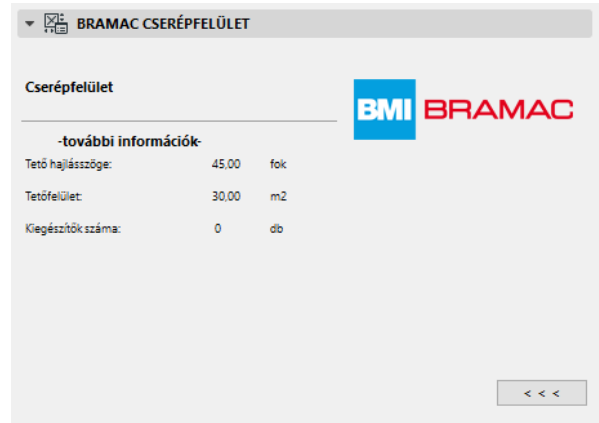 BRAMAC CSERÉPFELÜLET
Cserépfelület
BMI BRAMAC
-további információk-
Tető hajlásszöge: 45,00 fok
Tetőfelület: 30,00 m2
Kiegészítők száma: 0 db
< < <